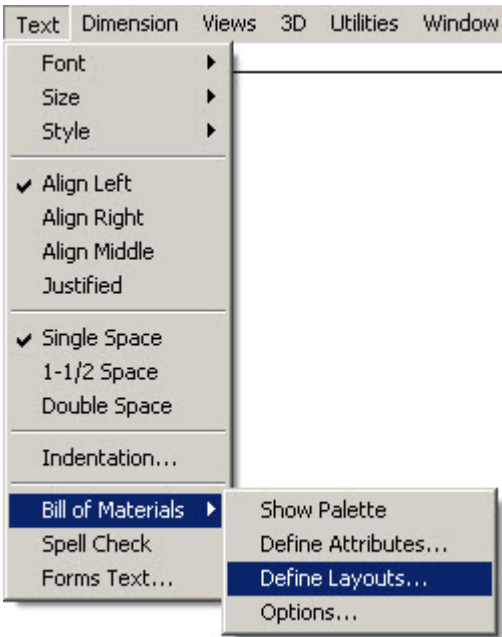 Text Dimension Views 3D Utilities Window
Font
Size
Style
Align Left
Align Right
Align Middle
Justified
Single Space
1-1/2 Space
Double Space
Indentation...
Bill of Materials
Spell Check
Forms Text...
Show Palette
Define Attributes...
Define Layouts...
Options...